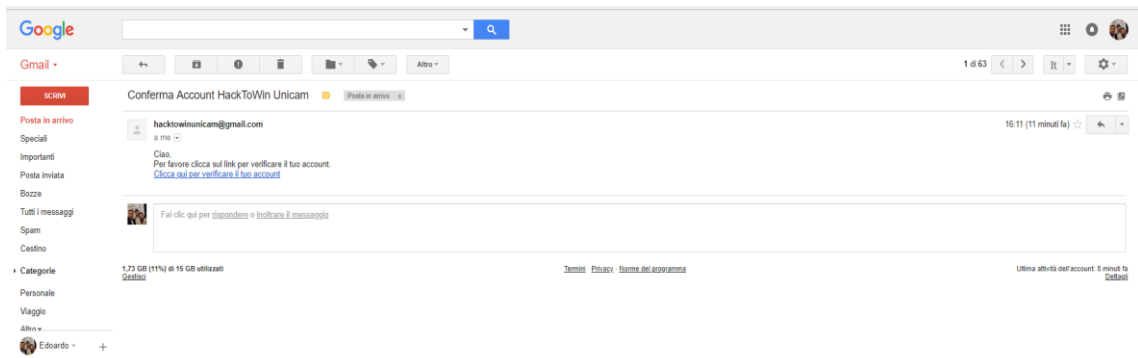 Google
Gmail
Altro
1 di 63
It
SCRIVI
Conferma Account HackToWin Unicam
Posta in arrivo x
Posta in arrivo
Speciali
Importanti
Posta inviata
Bozze
Tutti i messaggi
Spam
Cestino
Categorie
Personale
Viaggio
Altro
Edoardo
+
hacktowinunicam@gmail.com
16:11 (11 minuti fa)
a me
Ciao,
Per favore clicca sul link per verificare il tuo account.
Clicca qui per verificare il tuo account
Fai clic qui per rispondere o inoltrare il messaggio
1,73 GB (11%) di 15 GB utilizzati
Gestisci
Termini - Privacy - Norme del programma
Ultima attività dell'account: 8 minuti fa
Dettagli